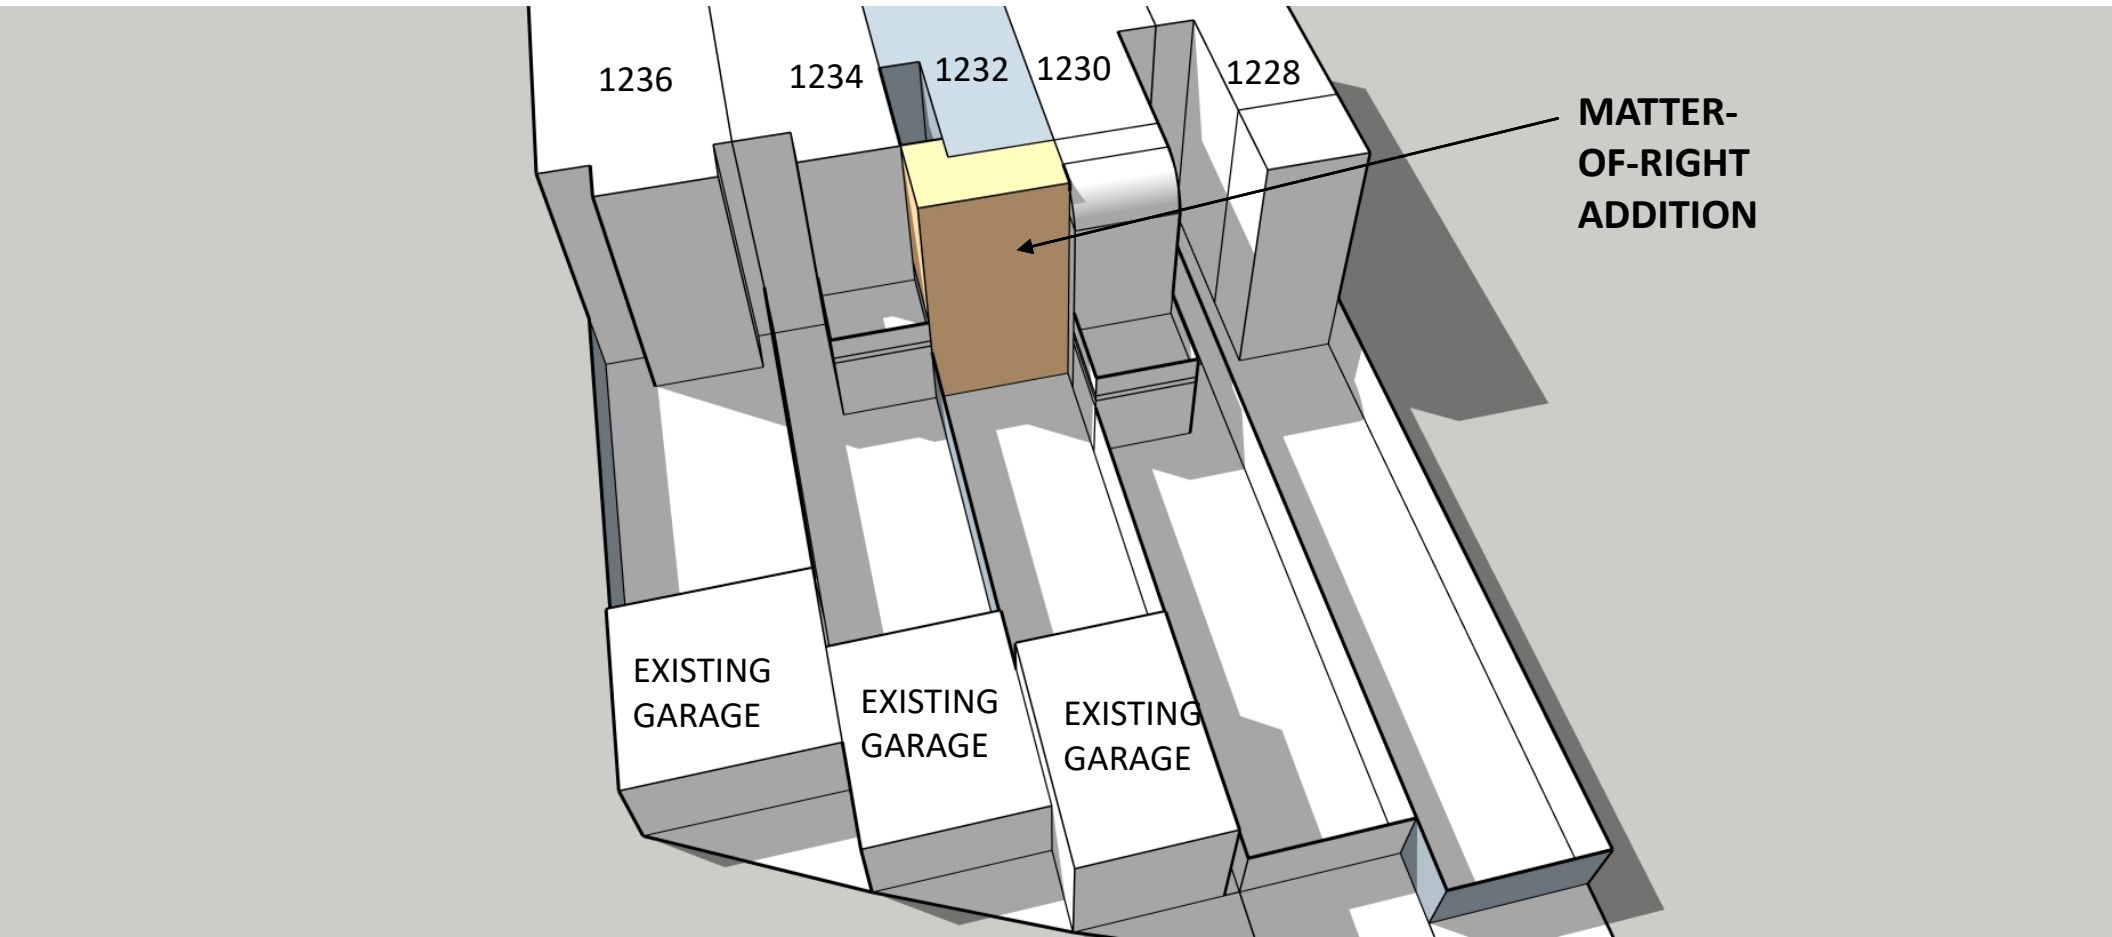 1236
1234
1232
1230
1228
MATTER-
OF-RIGHT
ADDITION
EXISTING
GARAGE
EXISTING
GARAGE
EXISTING
GARAGE